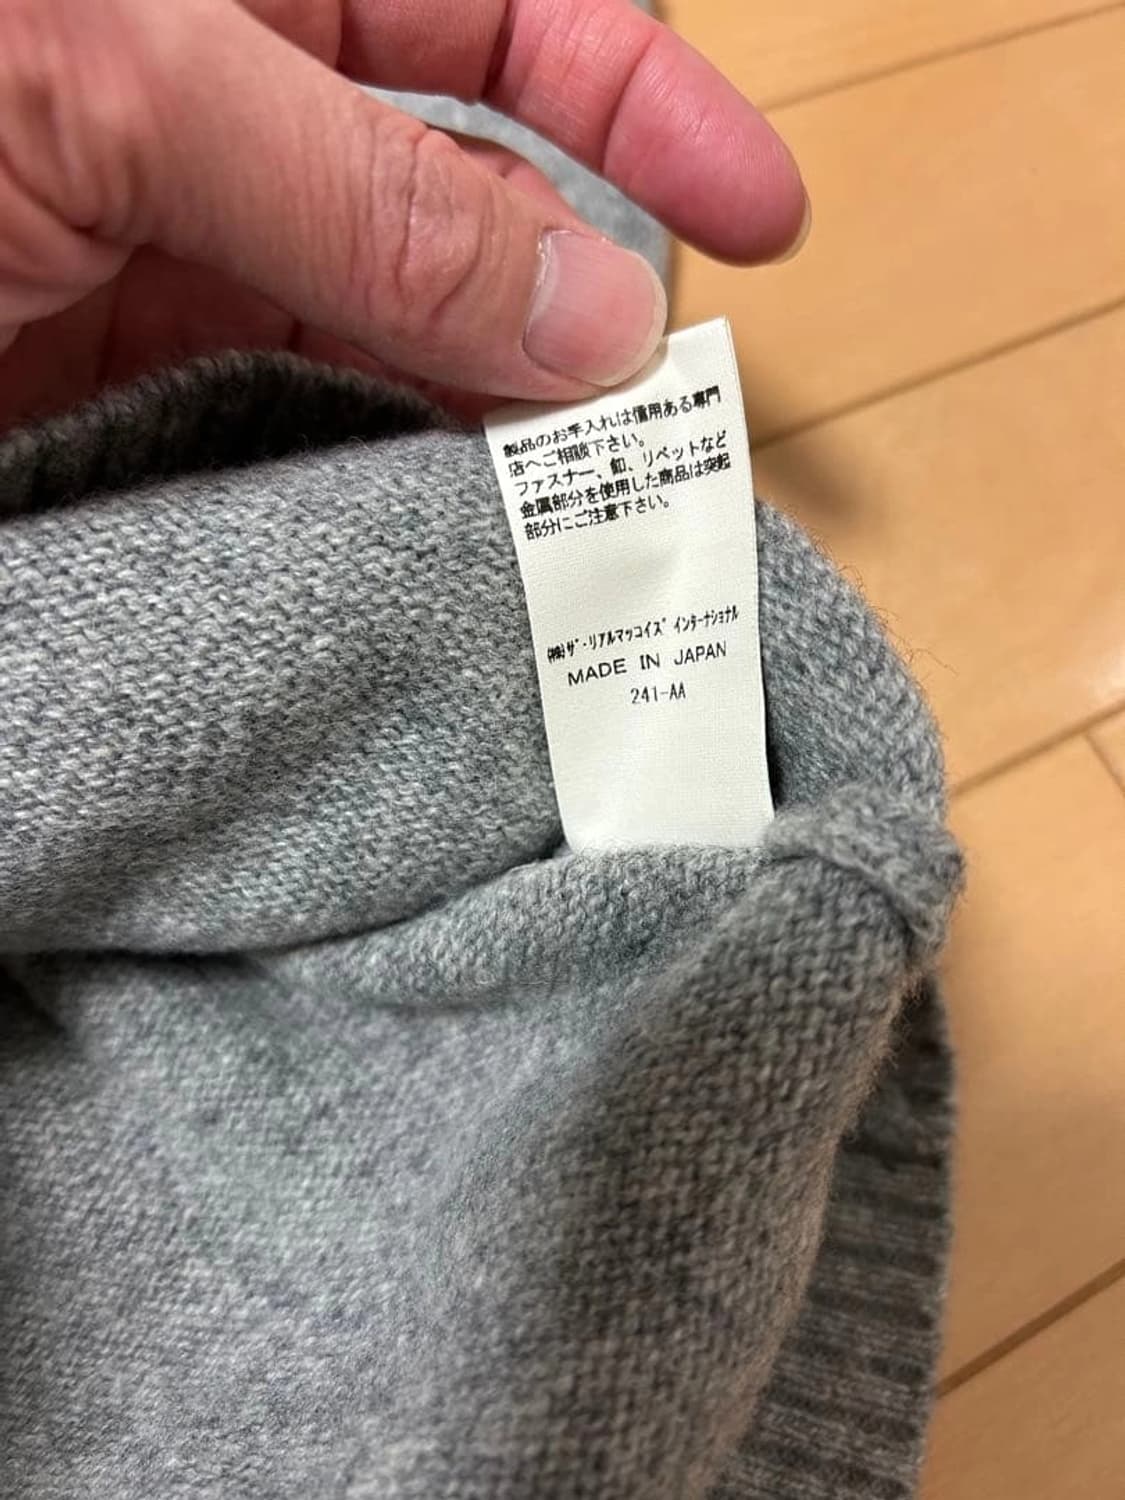 製品のお手入れは信用ある専門
店へご相談下さい。
ファスナー、釦、リベットなど
金属部分を使用した商品は突起
部分にご注意下さい。
㈱ｻﾞ･ﾘｱﾙﾏｯｺｲｽﾞ ｲﾝﾀｰﾅｼｮﾅﾙ
MADE IN JAPAN
241-AA